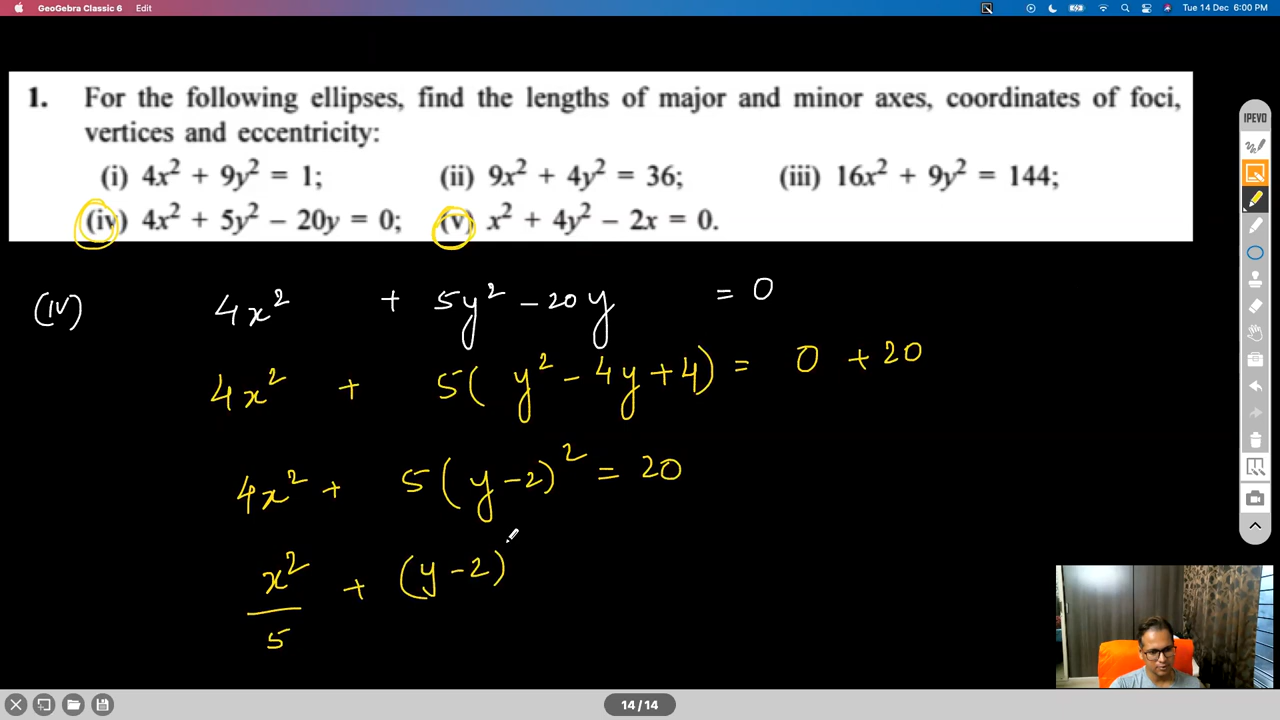 GeoGebra Classic 6 Edit Tue 14 Dec 6:00 PM
1. For the following ellipses, find the lengths of major and minor axes, coordinates of foci,
vertices and eccentricity:
(i) 4x² + 9y² = 1; (ii) 9x² + 4y² = 36; (iii) 16x² + 9y² = 144;
(iv) 4x² + 5y² − 20y = 0; (v) x² + 4y² − 2x = 0.
IPEVO
(iv) 4x² + 5y² − 20y = 0
4x² + 5(y² − 4y + 4) = 0 + 20
4x² + 5(y − 2)² = 20
x²/5 + (y − 2)
14 / 14